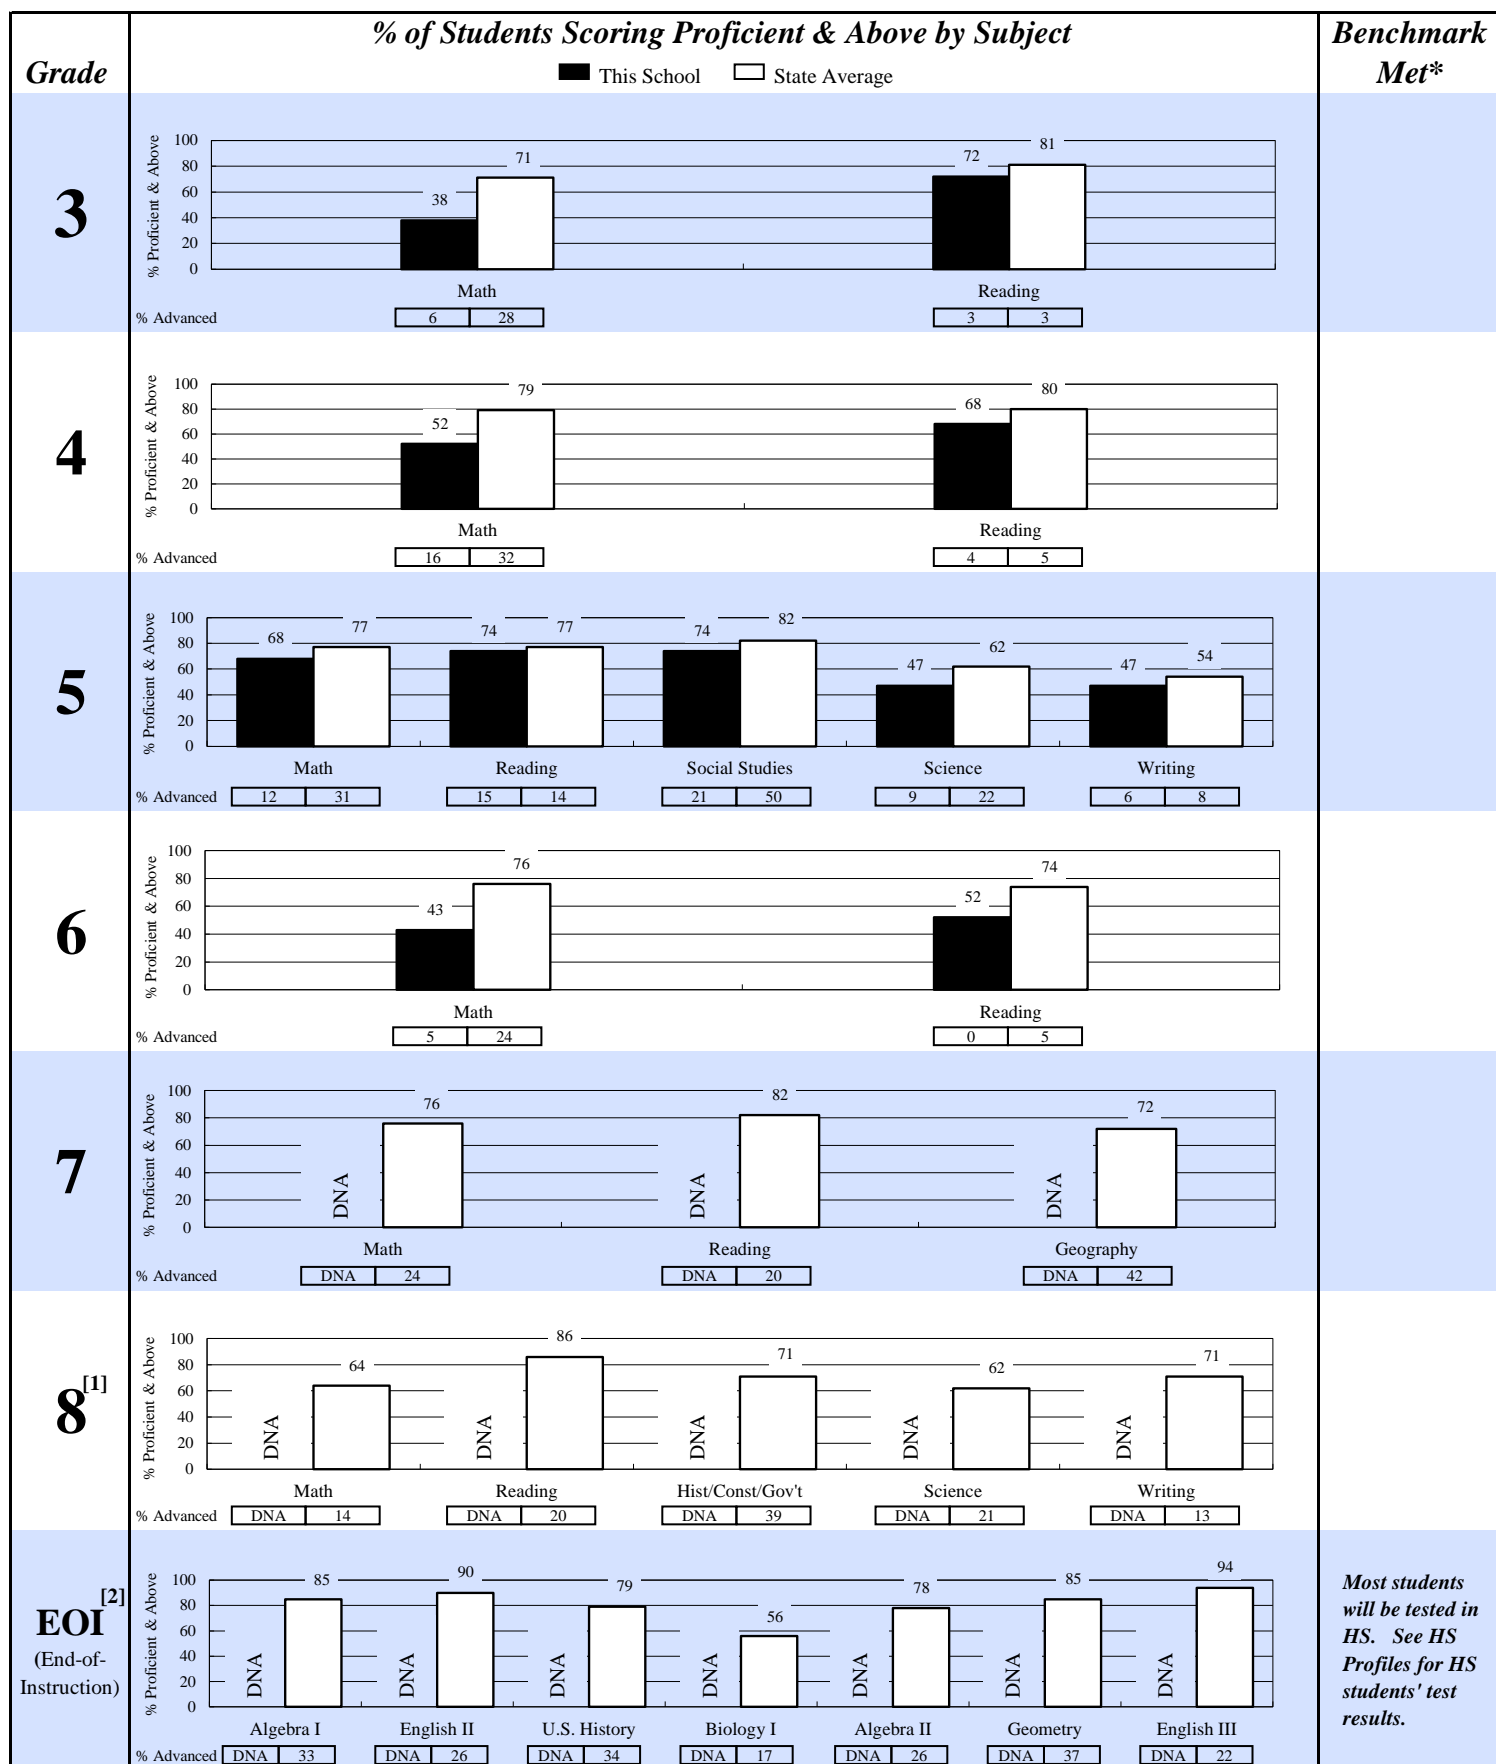 % of Students Scoring Proficient & Above by Subject
Benchmark
Met*
Grade
This School
State Average
3
% Proficient & Above
100
80
60
40
20
0
38
71
72
81
Math
Reading
% Advanced
6 28
3 3
4
% Proficient & Above
100
80
60
40
20
0
52
79
68
80
Math
Reading
% Advanced
16 32
4 5
5
% Proficient & Above
100
80
60
40
20
0
68
77
74
77
74
82
47
62
47
54
Math
Reading
Social Studies
Science
Writing
% Advanced
12 31
15 14
21 50
9 22
6 8
6
% Proficient & Above
100
80
60
40
20
0
43
76
52
74
Math
Reading
% Advanced
5 24
0 5
7
% Proficient & Above
100
80
60
40
20
0
DNA
76
DNA
82
DNA
72
Math
Reading
Geography
% Advanced
DNA 24
DNA 20
DNA 42
8[1]
% Proficient & Above
100
80
60
40
20
0
DNA
64
DNA
86
DNA
71
DNA
62
DNA
71
Math
Reading
Hist/Const/Gov't
Science
Writing
% Advanced
DNA 14
DNA 20
DNA 39
DNA 21
DNA 13
EOI[2]
(End-of-
Instruction)
% Proficient & Above
100
80
60
40
20
0
DNA
85
DNA
90
DNA
79
DNA
56
DNA
78
DNA
85
DNA
94
Algebra I
English II
U.S. History
Biology I
Algebra II
Geometry
English III
% Advanced
DNA 33
DNA 26
DNA 34
DNA 17
DNA 26
DNA 37
DNA 22
Most students
will be tested in
HS. See HS
Profiles for HS
students' test
results.